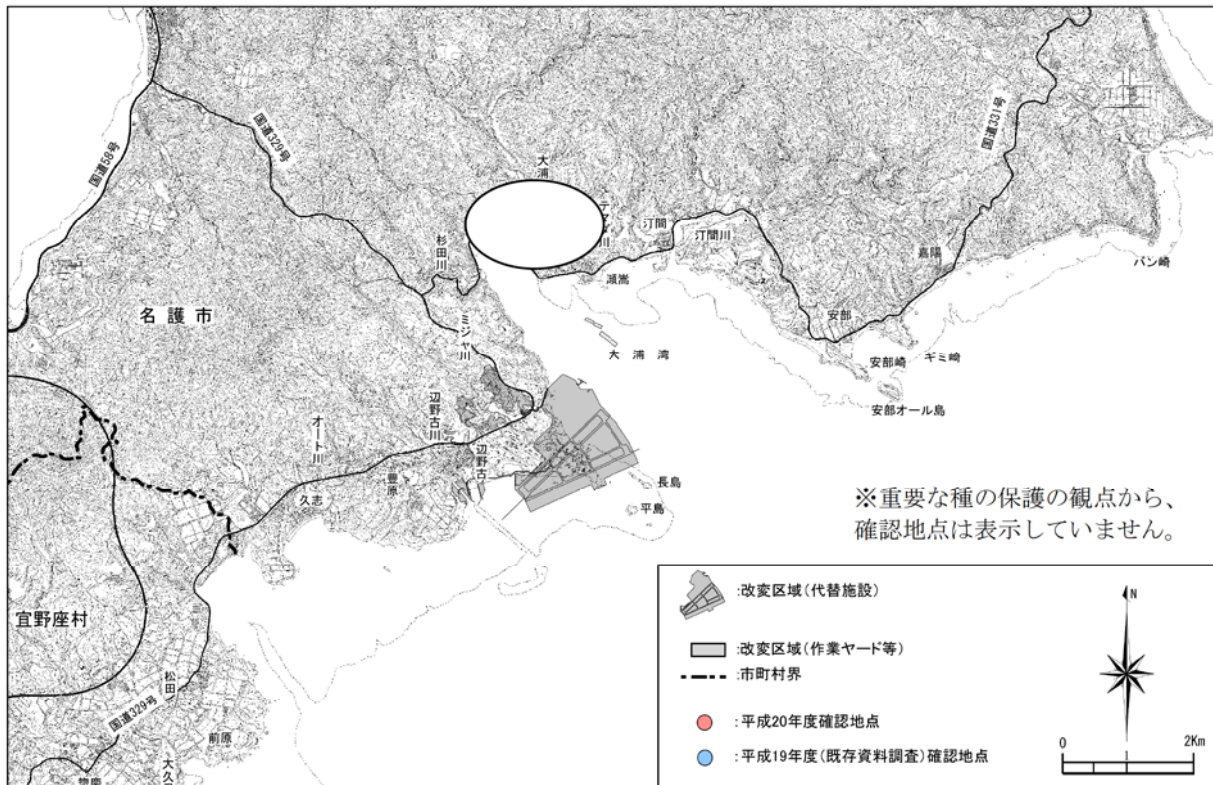 国道58号
国道329号
国道331号
大浦
テマタ川
汀間
汀間川
杉田川
瀬嵩
嘉陽
バン崎
名護市
ミジャ川
大浦湾
安部
安部崎
ギミ崎
安部オール島
辺野古川
オート川
辺野古
豊原
久志
長島
平島
※重要な種の保護の観点から、
確認地点は表示していません。
宜野座村
松田
国道329号
前原
大久
惣慶
:改変区域(代替施設)
:改変区域(作業ヤード等)
:市町村界
:平成20年度確認地点
:平成19年度(既存資料調査)確認地点
N
0 2Km